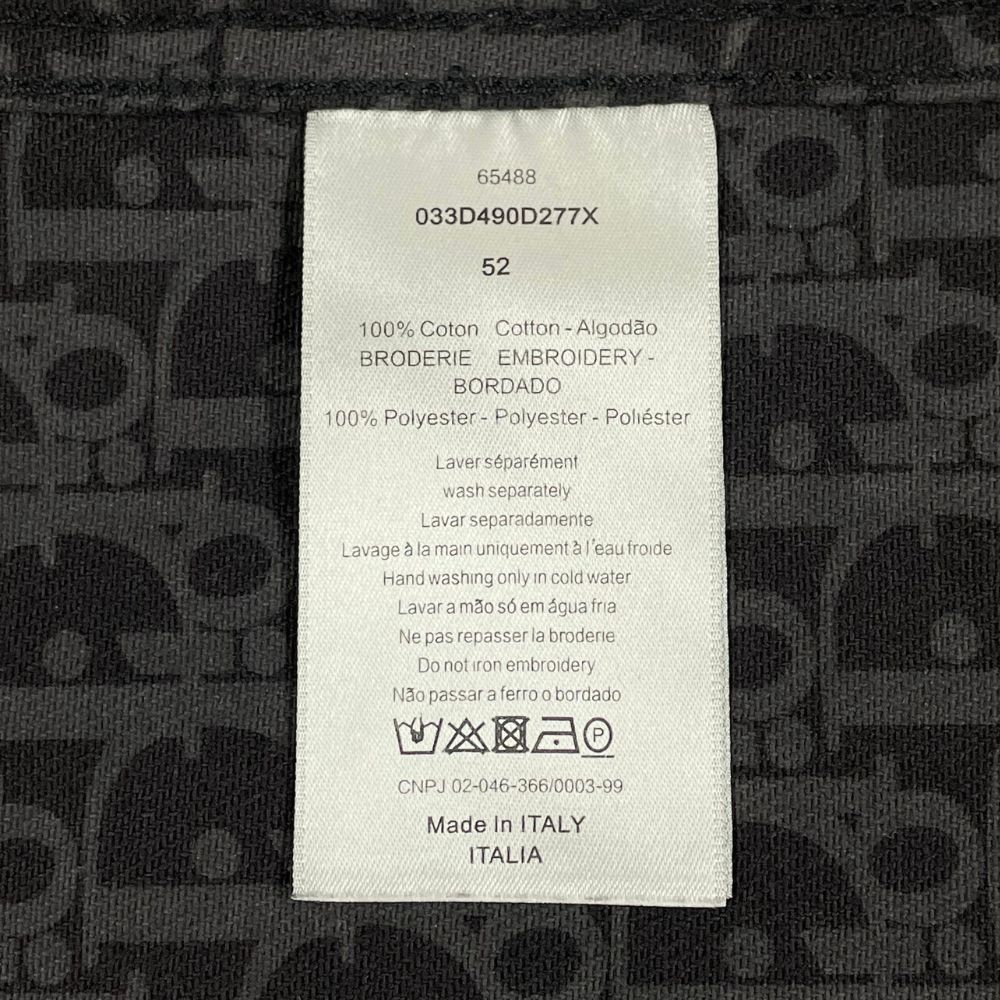 65488
033D490D277X
52
100% Coton Cotton - Algodão
BRODERIE EMBROIDERY -
BORDADO
100% Polyester - Polyester - Poliéster
Laver séparément
wash separately
Lavar separadamente
Lavage à la main uniquement à l'eau froide
Hand washing only in cold water
Lavar a mão só em água fria
Ne pas repasser la broderie
Do not iron embroidery
Não passar a ferro o bordado
P
CNPJ 02-046-366/0003-99
Made In ITALY
ITALIA